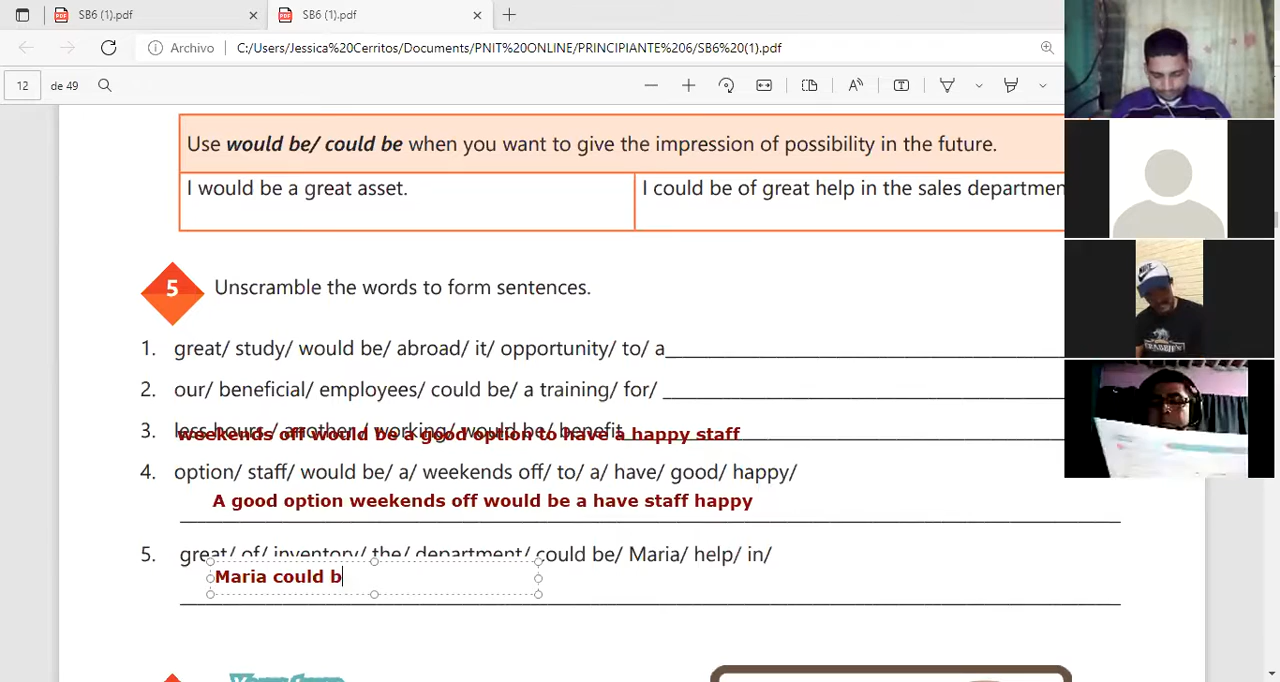 SB6 (1).pdf
SB6 (1).pdf
Archivo
C:/Users/Jessica%20Cerritos/Documents/PNIT%20ONLINE/PRINCIPIANTE%206/SB6%20(1).pdf
12 de 49
Use would be/ could be when you want to give the impression of possibility in the future.
I would be a great asset.
I could be of great help in the sales departmen
5 Unscramble the words to form sentences.
1. great/ study/ would be/ abroad/ it/ opportunity/ to/ a
2. our/ beneficial/ employees/ could be/ a training/ for/
3. less hours / another / working/ would be/ benefit
weekends off would be a good option to have a happy staff
4. option/ staff/ would be/ a/ weekends off/ to/ a/ have/ good/ happy/
A good option weekends off would be a have staff happy
5. great/ of/ inventory/ the/ department/ could be/ Maria/ help/ in/
Maria could b